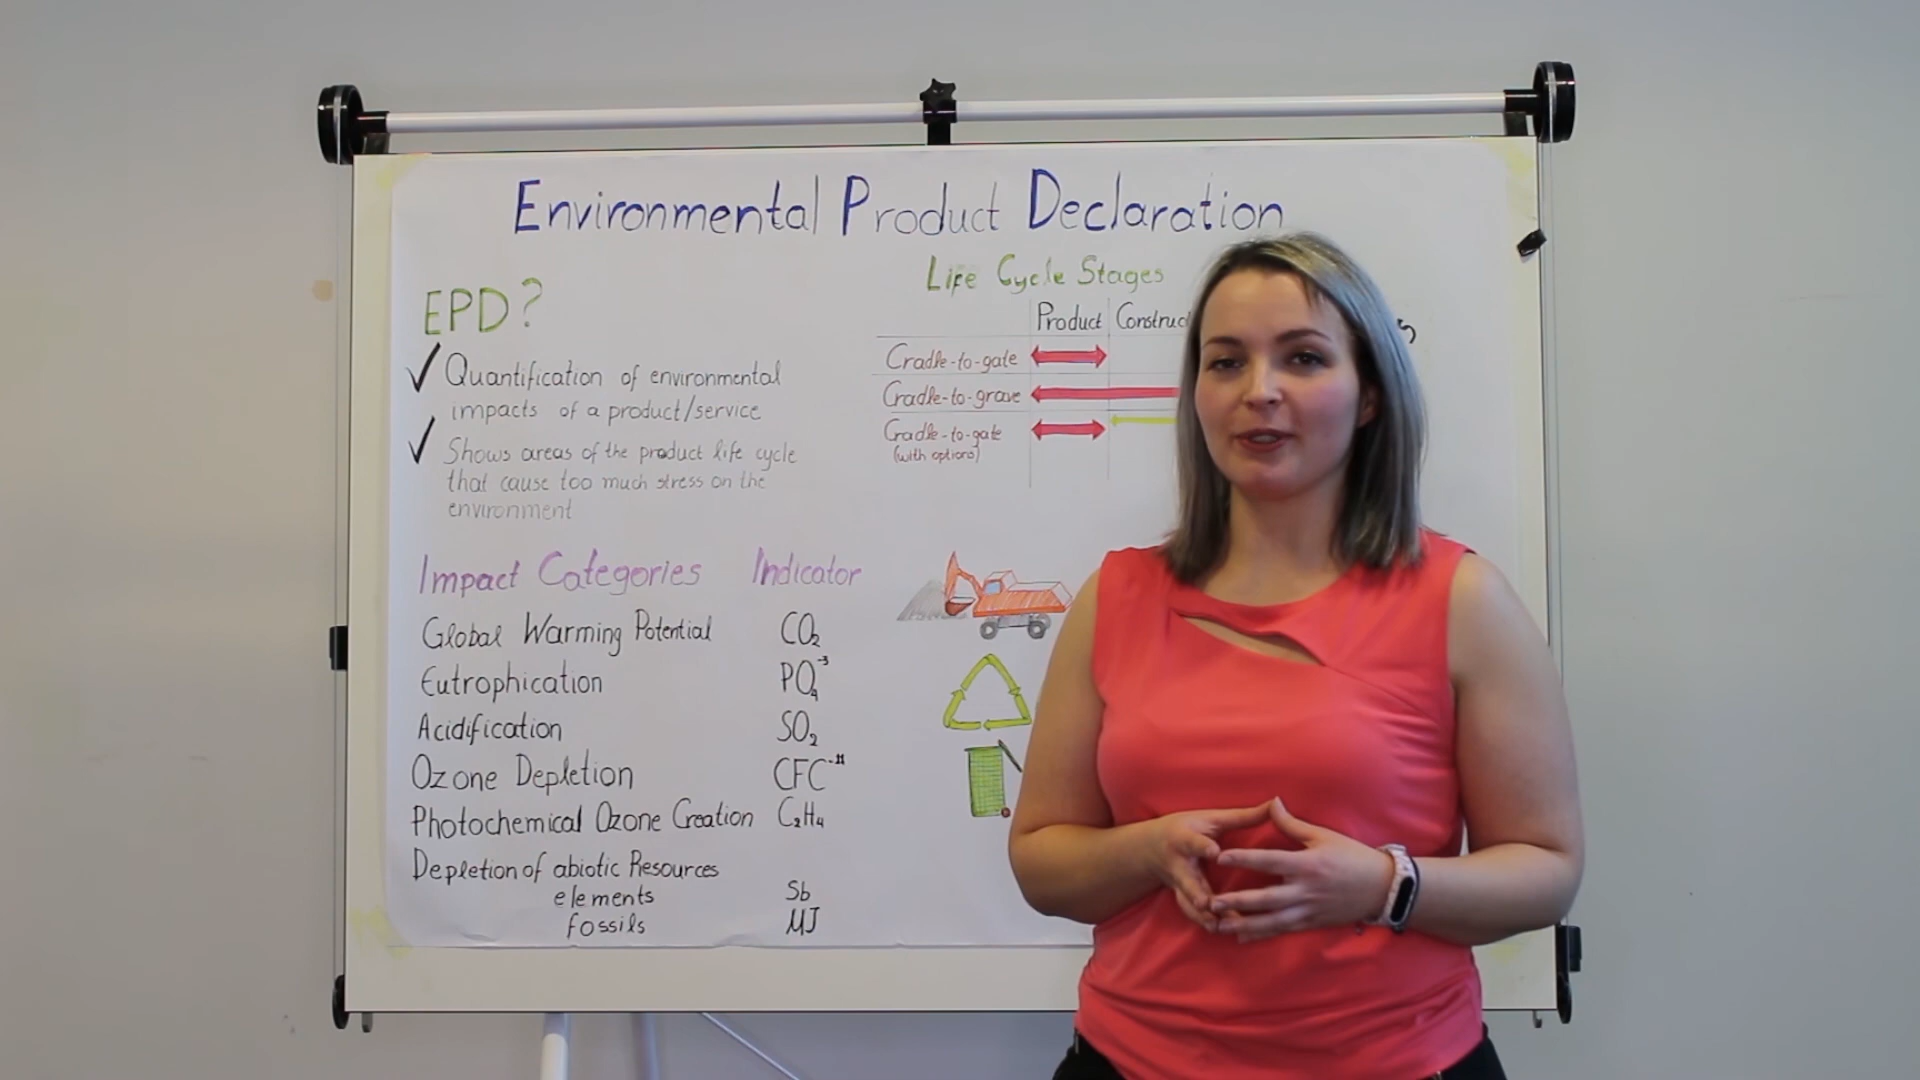 Environmental Product Declaration
EPD?
✓ Quantification of environmental
impacts of a product/service
✓ Shows areas of the product life cycle
that cause too much stress on the
environment
Life Cycle Stages
Product Construc
Cradle-to-gate
Cradle-to-grave
Cradle-to-gate
(with options)
Impact Categories Indicator
Global Warming Potential CO₂
Eutrophication PO₄⁻³
Acidification SO₂
Ozone Depletion CFC⁻¹¹
Photochemical Ozone Creation C₂H₄
Depletion of abiotic Resources
elements Sb
fossils MJ